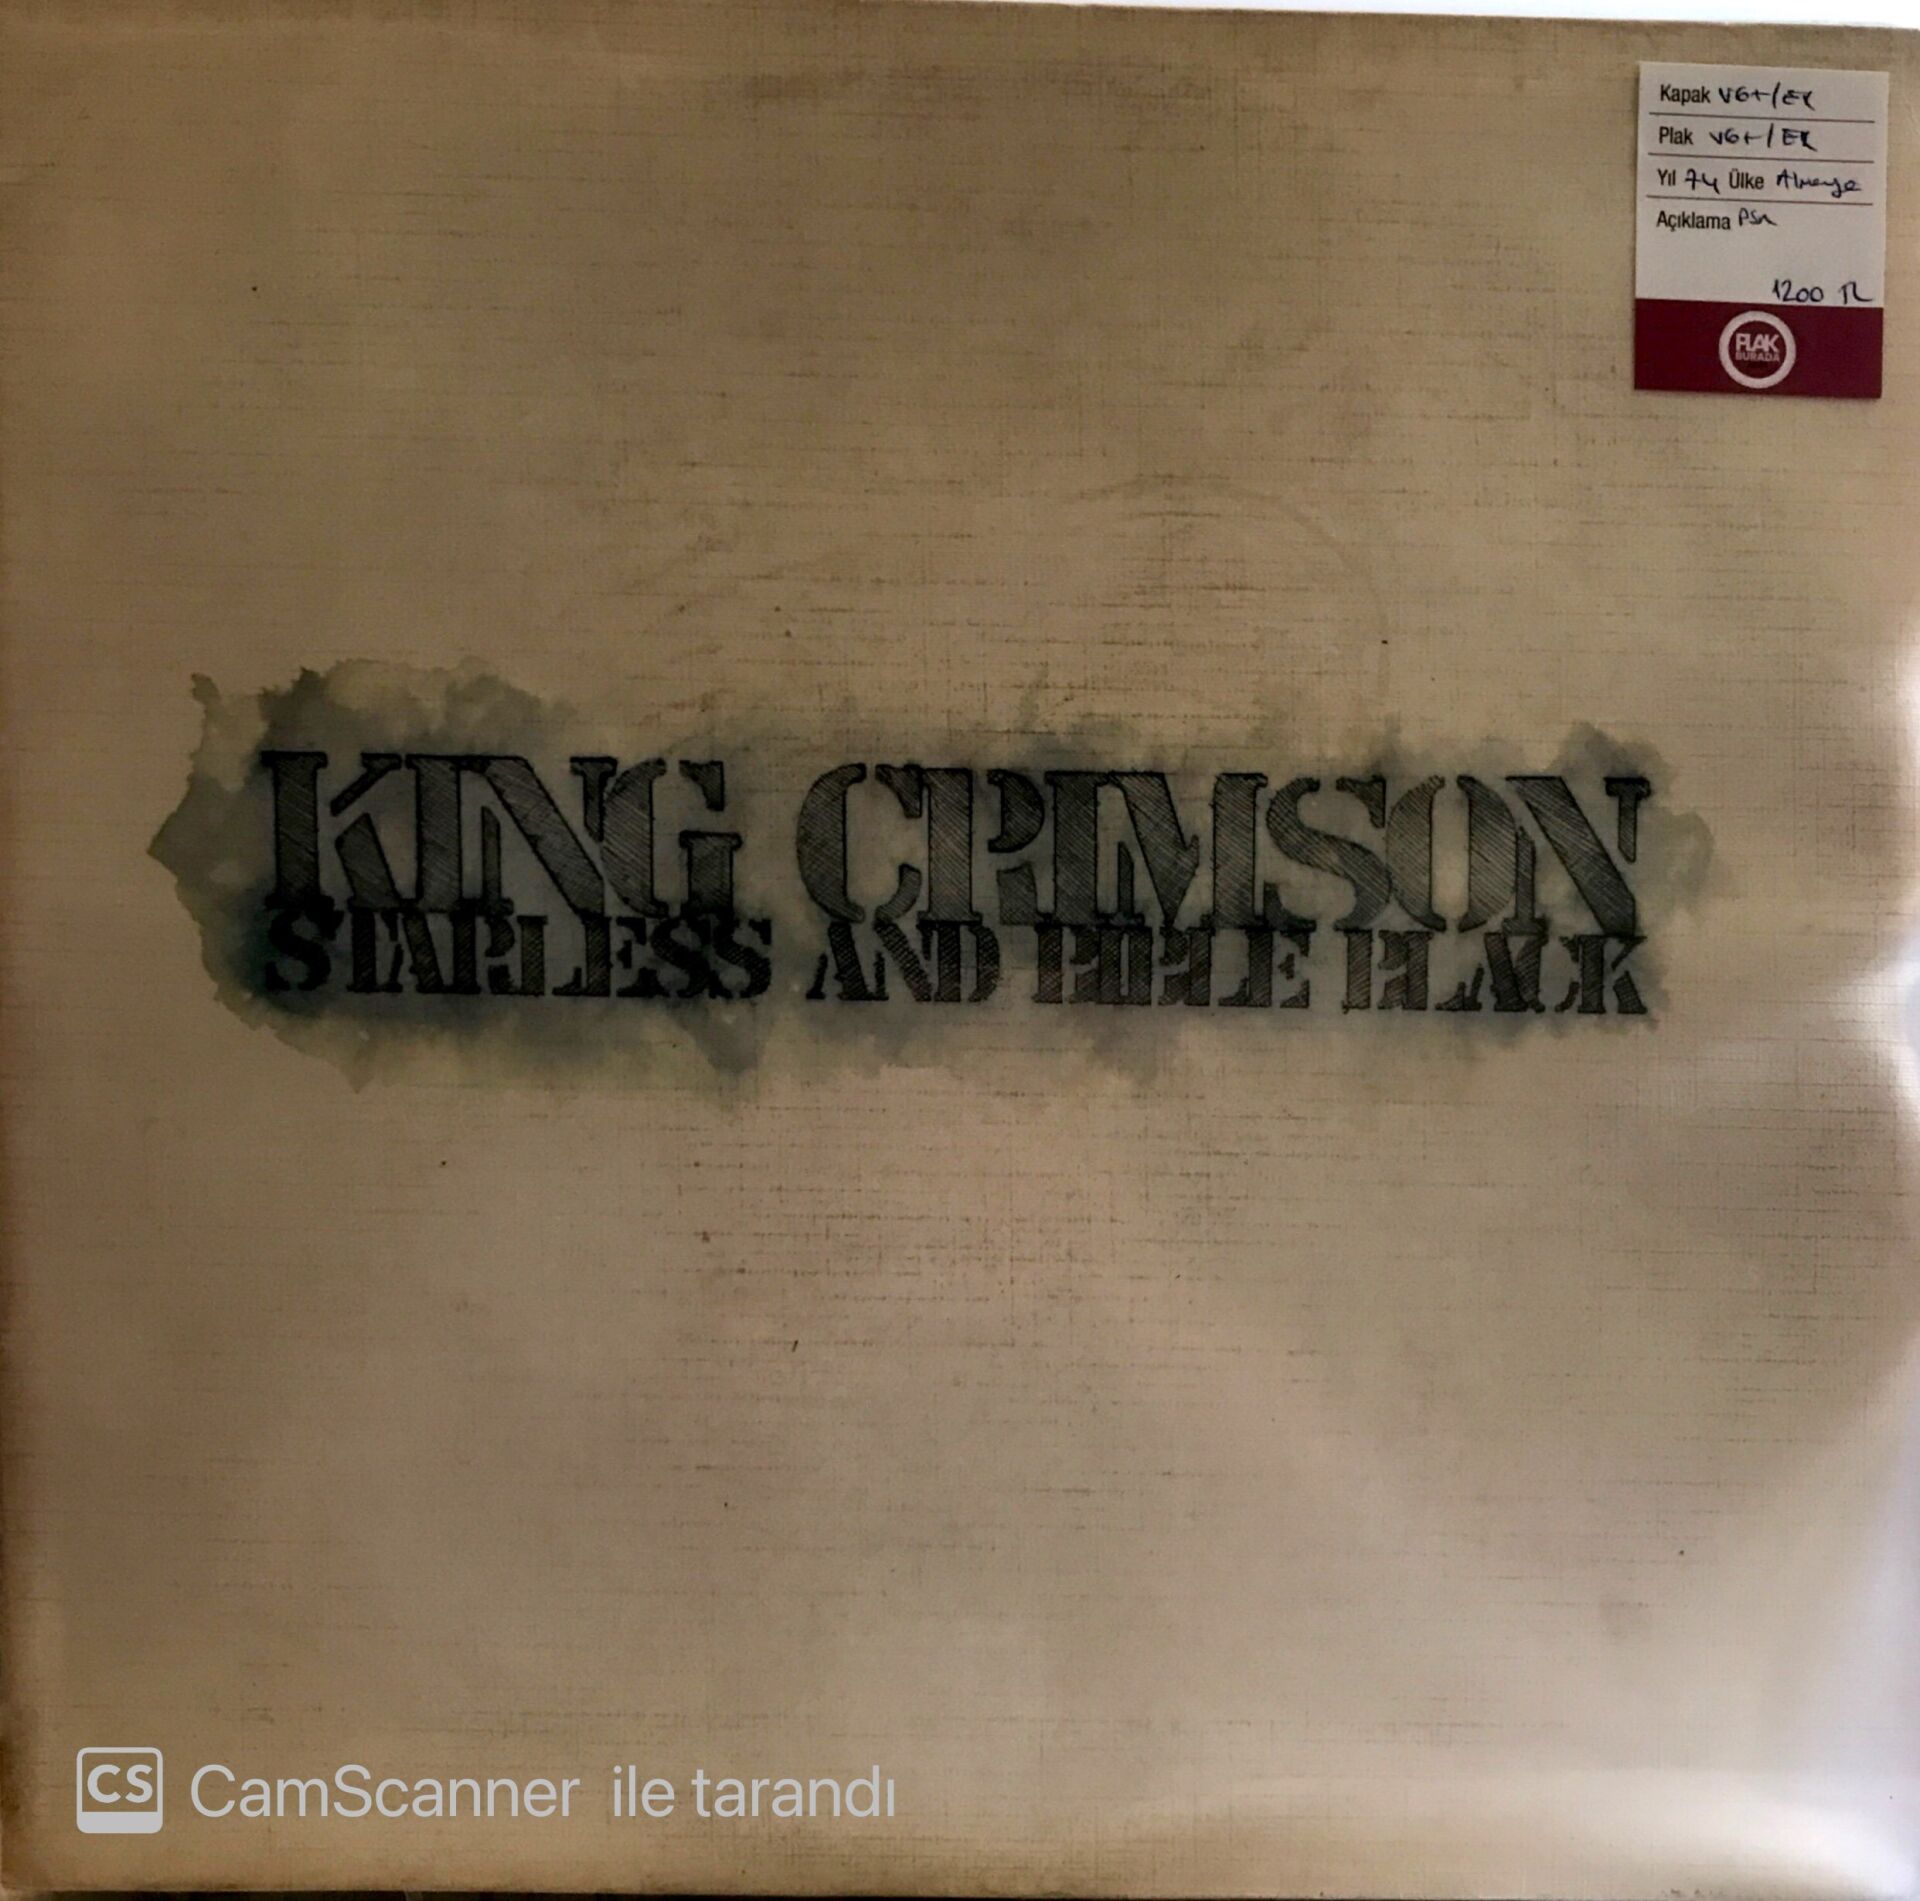 Kapak VG+/EX
Plak VG+/EX
Yıl 74 Ülke Almanya
Açıklama
1200 TL
PLAK
BURADA
KING CRIMSON
STARLESS AND BIBLE BLACK
CS CamScanner ile tarandı